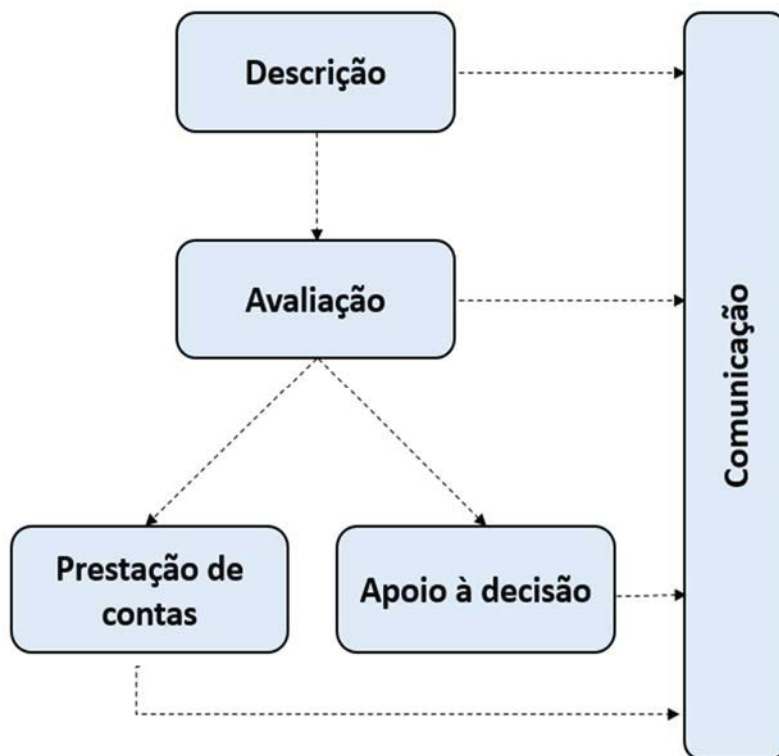 Descrição
Avaliação
Prestação de
contas
Apoio à decisão
Comunicação